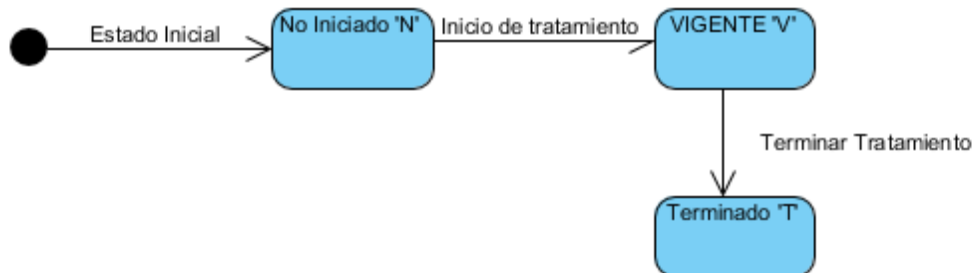 Estado Inicial
No Iniciado 'N'
Inicio de tratamiento
VIGENTE 'V'
Terminar Tratamiento
Terminado 'T'